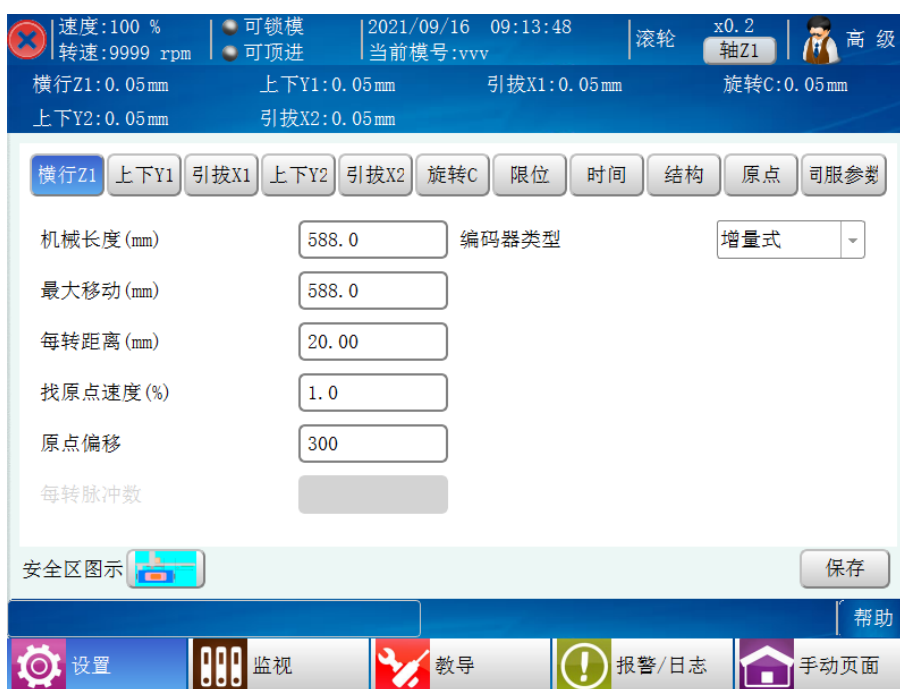 速度:100 % 可锁模 2021/09/16 09:13:48 滚轮 x0.2 高 级
转速:9999 rpm 可顶进 当前模号:vvv 轴Z1
横行Z1:0.05mm 上下Y1:0.05mm 引拔X1:0.05mm 旋转C:0.05mm
上下Y2:0.05mm 引拔X2:0.05mm
横行Z1 上下Y1 引拔X1 上下Y2 引拔X2 旋转C 限位 时间 结构 原点 司服参数
机械长度(mm) 588.0 编码器类型 增量式
最大移动(mm) 588.0
每转距离(mm) 20.00
找原点速度(%) 1.0
原点偏移 300
每转脉冲数
安全区图示 保存
帮助
设置 监视 教导 报警/日志 手动页面